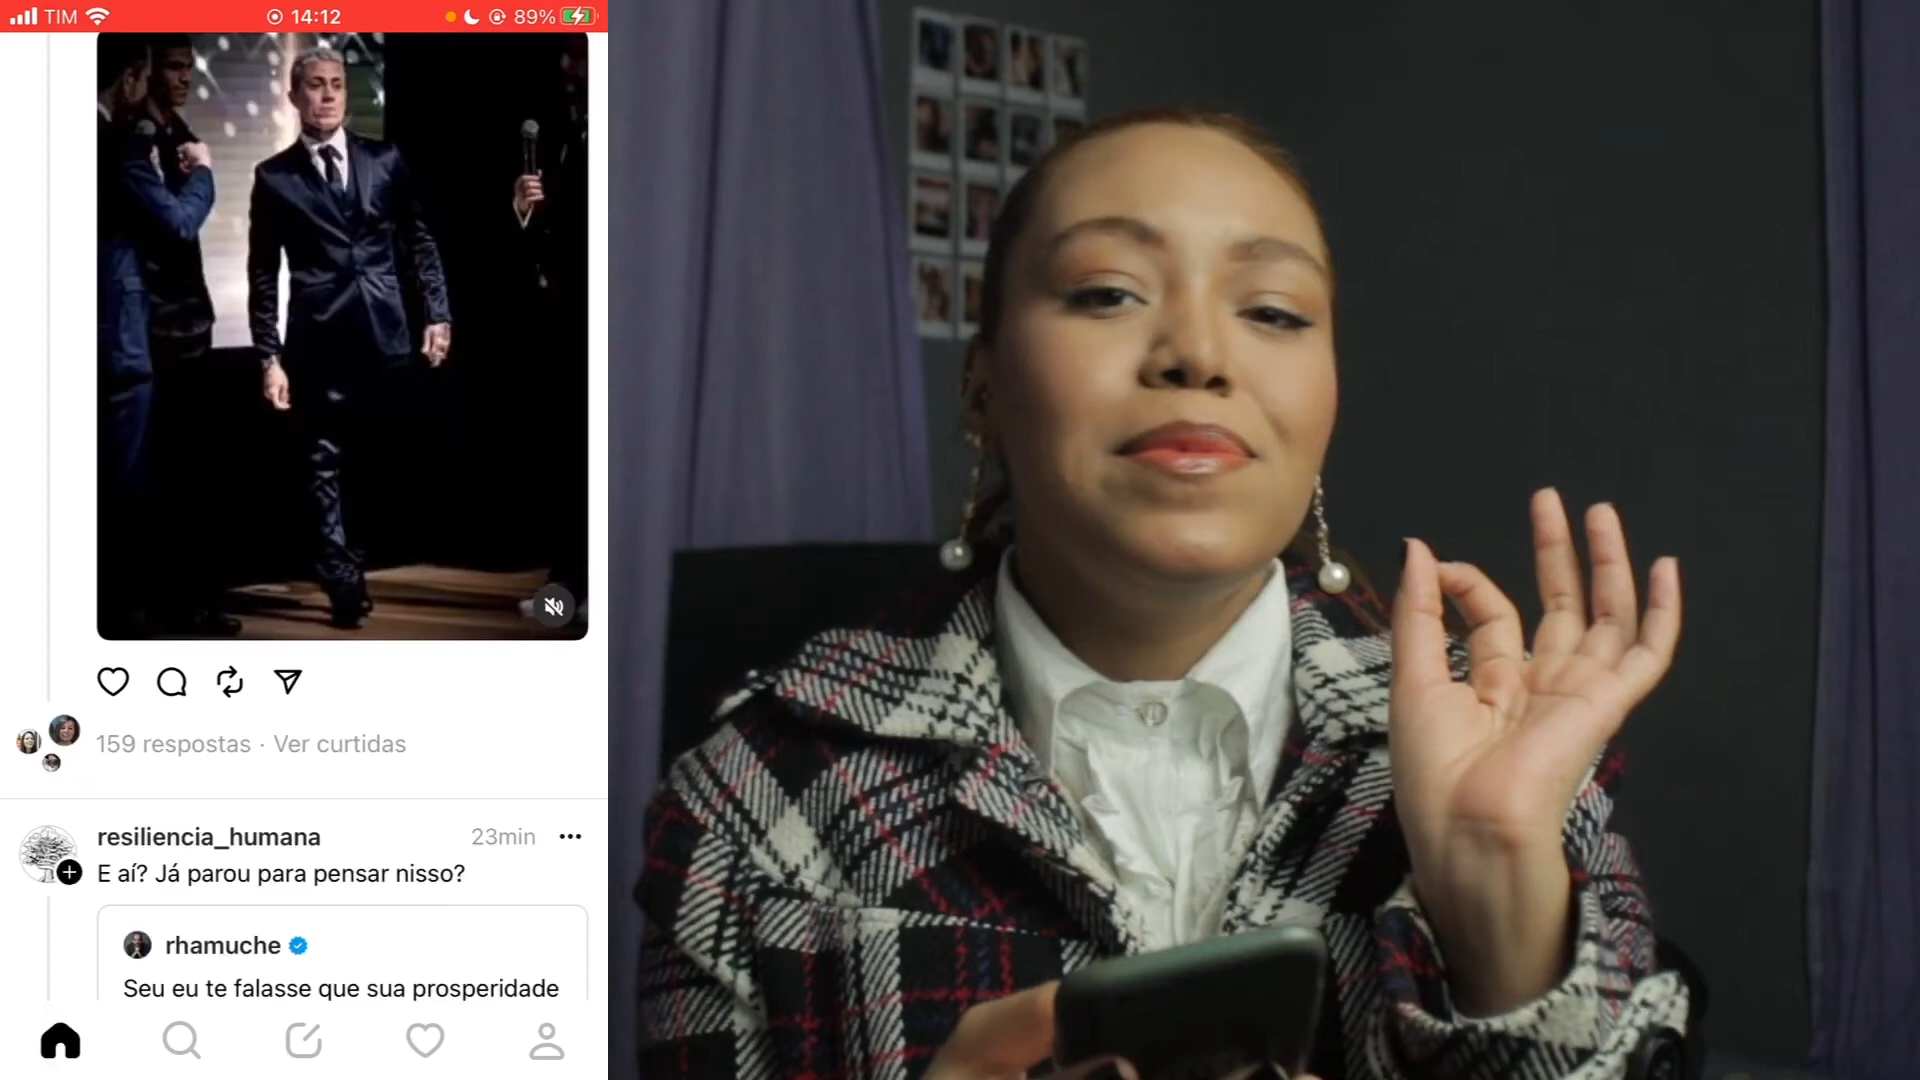 TIM 14:12 89%
159 respostas · Ver curtidas
resiliencia_humana 23min
E aí? Já parou para pensar nisso?
rhamuche
Seu eu te falasse que sua prosperidade